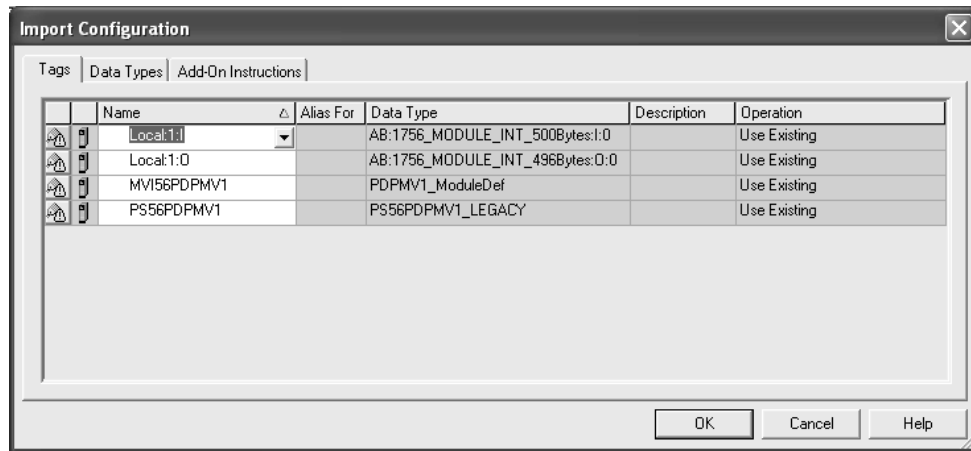 Import Configuration
Tags Data Types Add-On Instructions
Name Alias For Data Type Description Operation
Local:1:I AB:1756_MODULE_INT_500Bytes:I:0 Use Existing
Local:1:O AB:1756_MODULE_INT_496Bytes:O:0 Use Existing
MVI56PDPMV1 PDPMV1_ModuleDef Use Existing
PS56PDPMV1 PS56PDPMV1_LEGACY Use Existing
OK Cancel Help